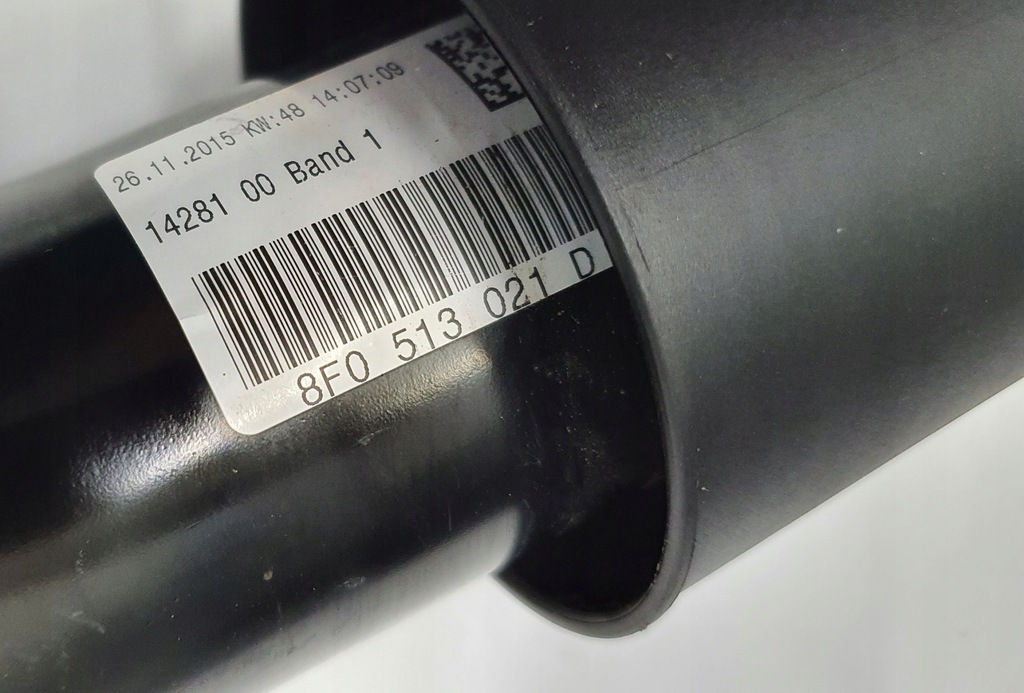 26.11.2015 KW:48 14:07:09
14281 00 Band 1
8F0 513 021 D